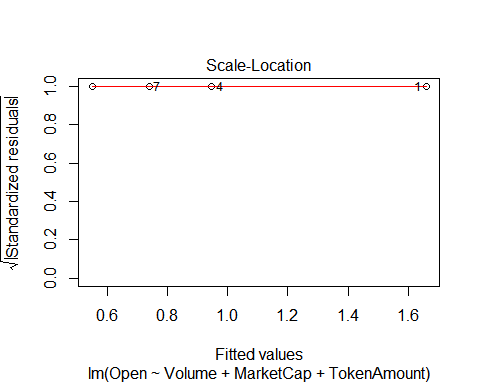 Scale-Location
√|Standardized residuals|
1.0
0.8
0.6
0.4
0.2
0.0
7
4
1
0.6 0.8 1.0 1.2 1.4 1.6
Fitted values
lm(Open ~ Volume + MarketCap + TokenAmount)